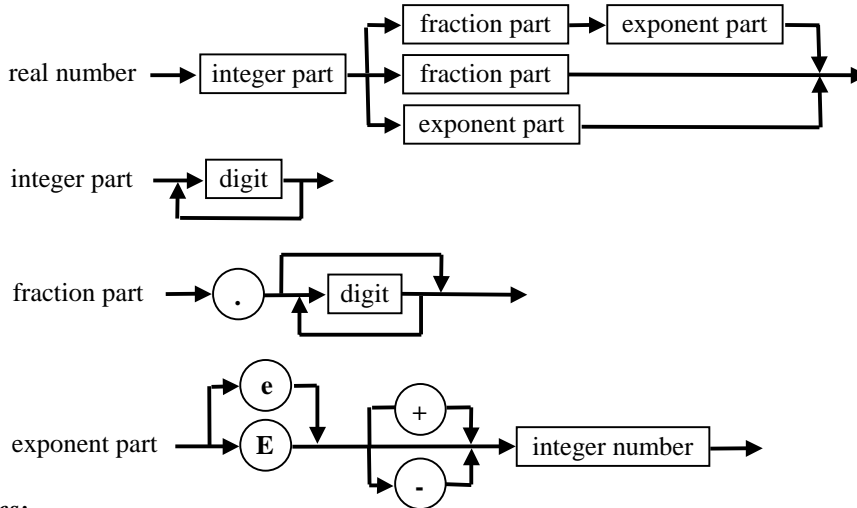 fraction part exponent part
real number integer part fraction part
exponent part
integer part digit
fraction part . digit
e
+
exponent part E integer number
-